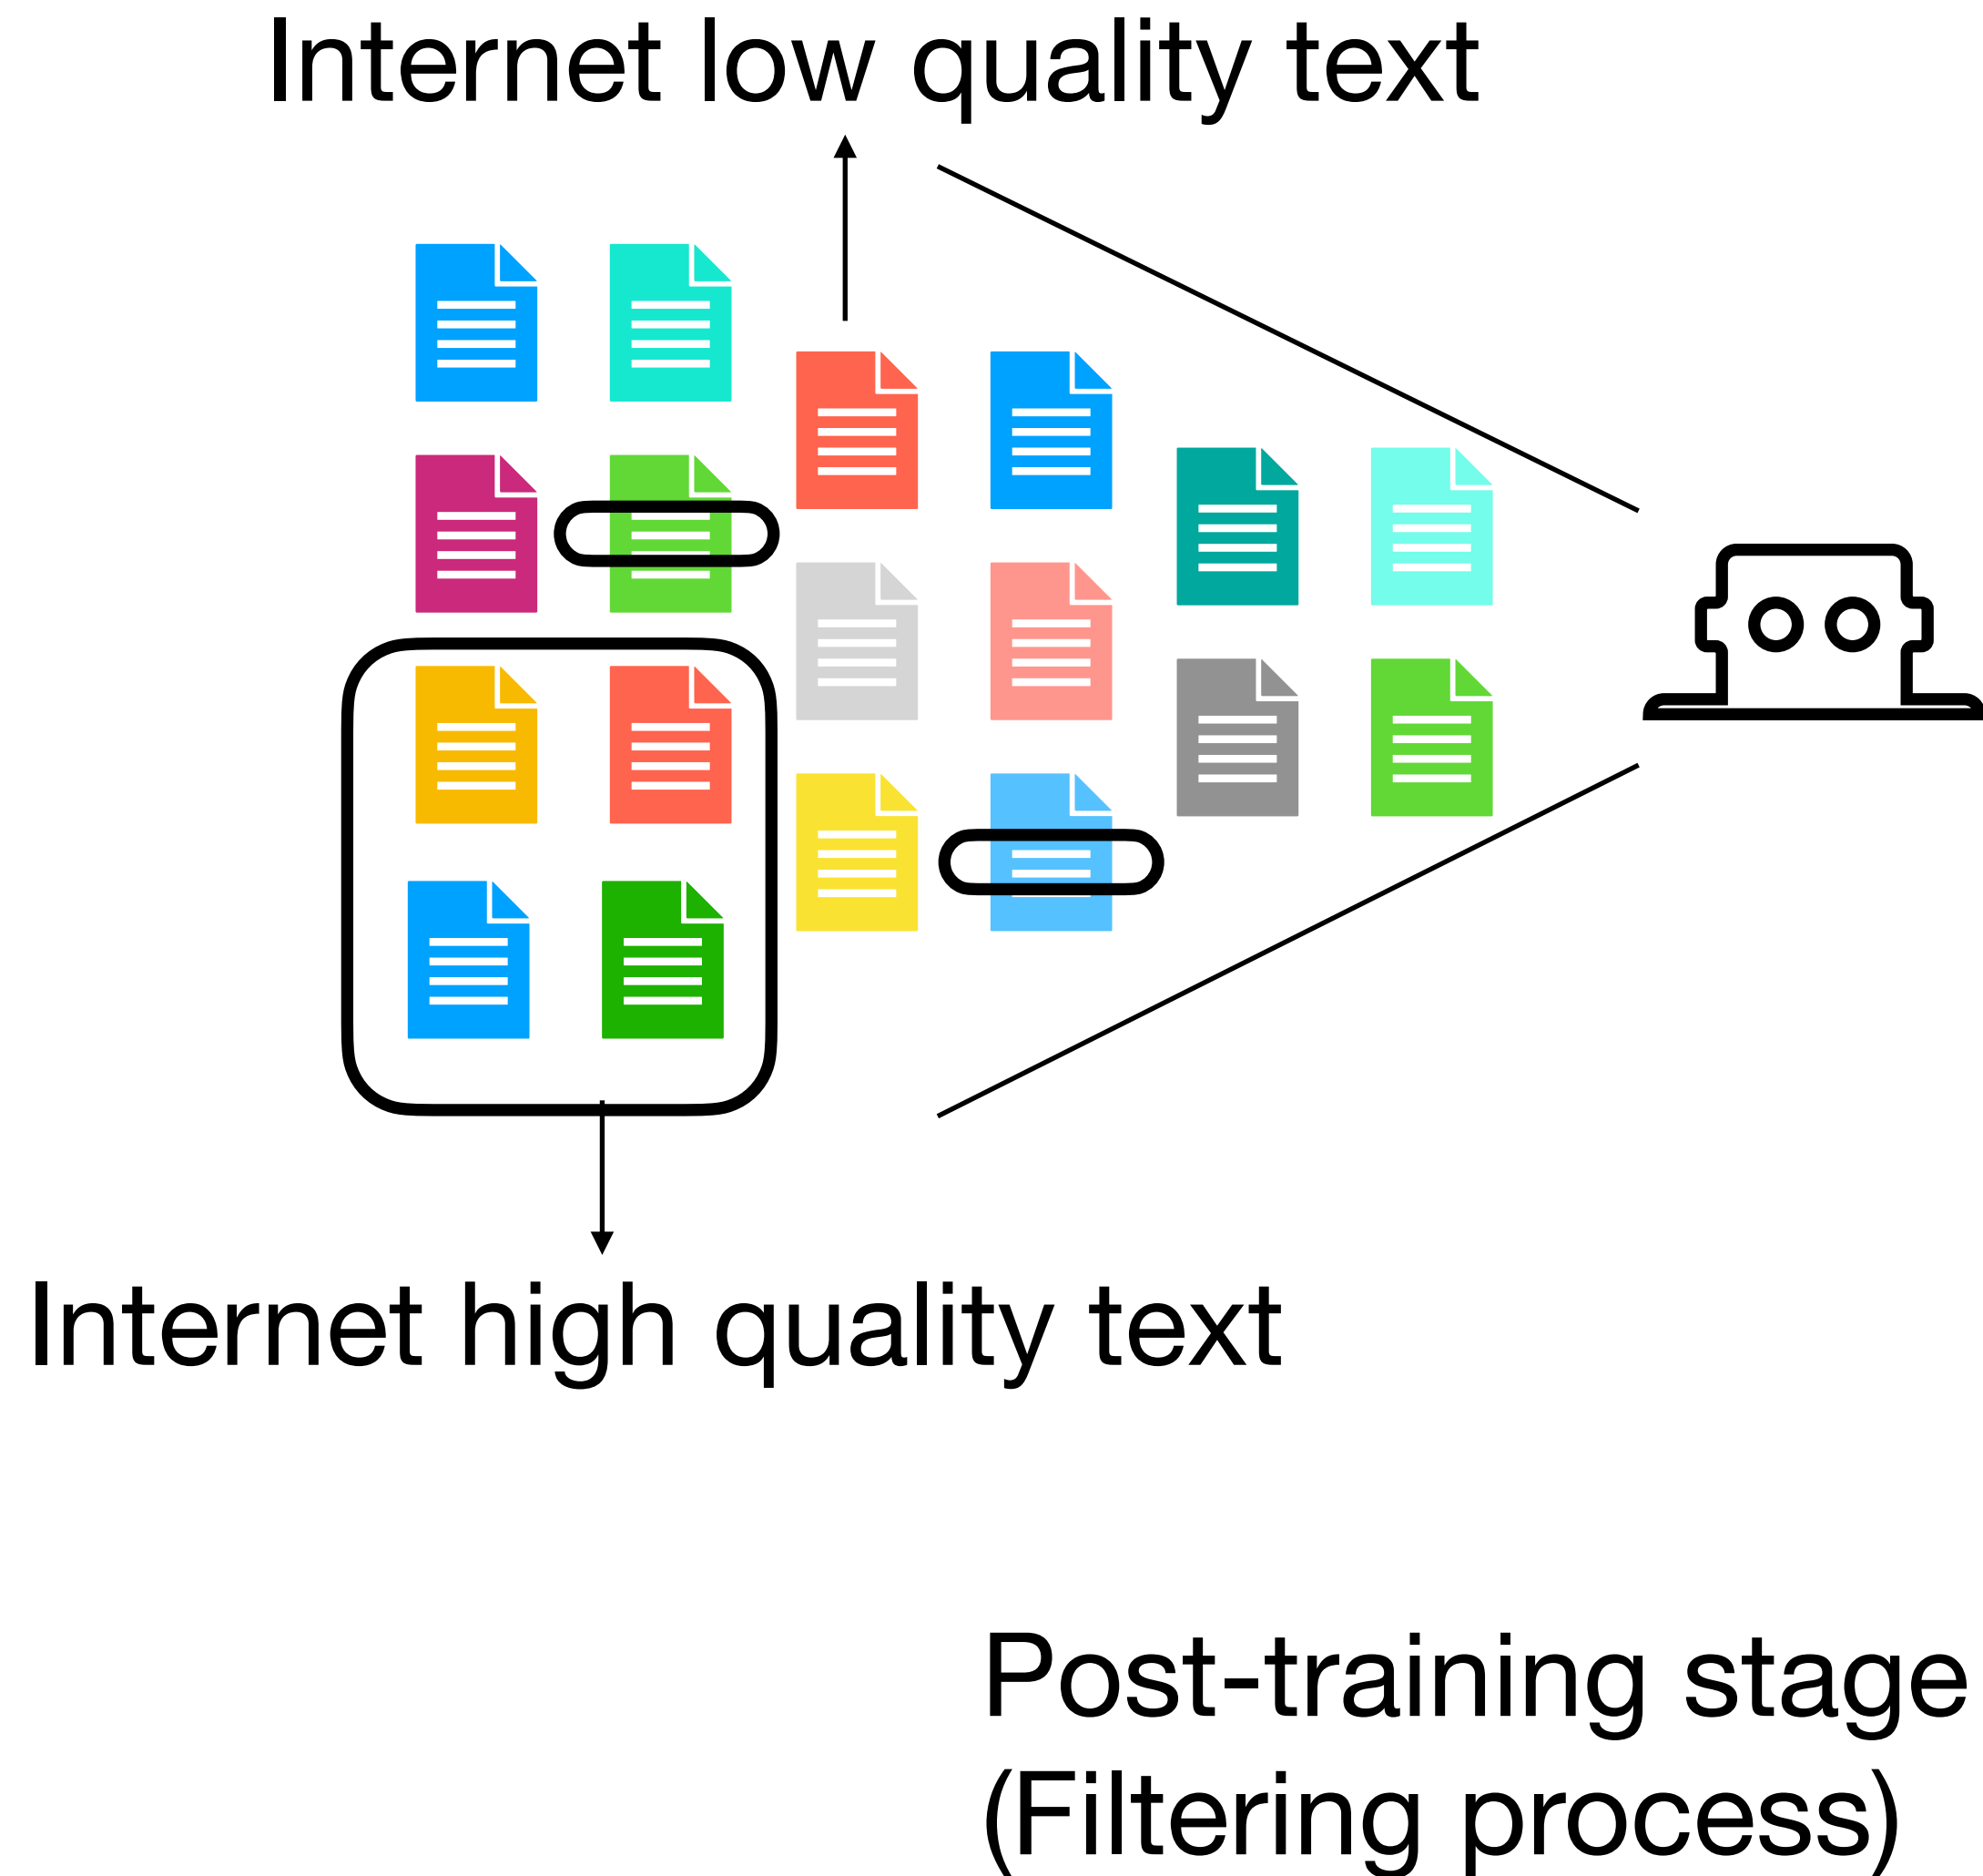 Internet low quality text
Internet high quality text
Post-training stage
(Filtering process)